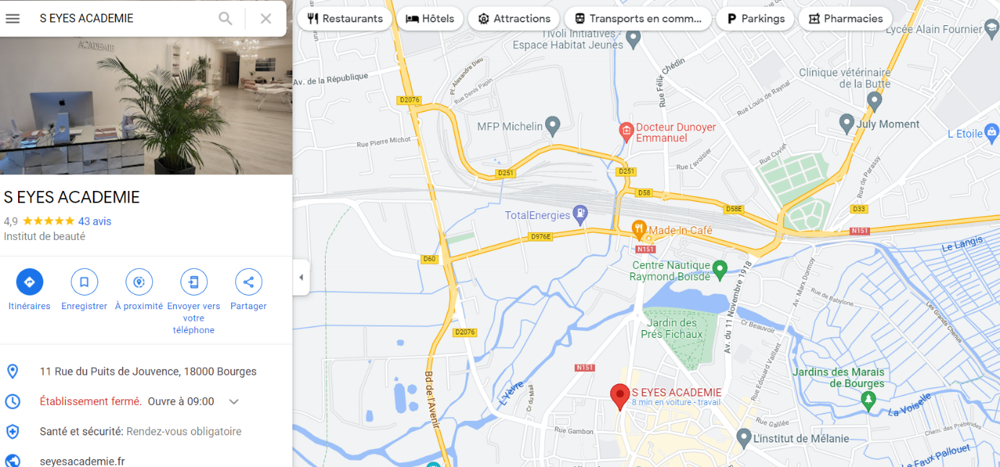 S EYES ACADEMIE
Restaurants
Hôtels
Attractions
Transports en comm...
Parkings
Pharmacies
ACADEMIE
S EYES ACADEMIE
4,9 43 avis
Institut de beauté
Itinéraires
Enregistrer
À proximité
Envoyer vers
votre
téléphone
Partager
11 Rue du Puits de Jouvence, 18000 Bourges
Établissement fermé. Ouvre à 09:00
Santé et sécurité: Rendez-vous obligatoire
seyesacademie.fr
Tivoli Initiatives -
Espace Habitat Jeunes
Lycée Alain Fournier
Av. de la République
Pl. Alexandre Dieu
Rue Denis Papin
Rue Félix Chédin
Clinique vétérinaire
de la Butte
Rue Louis de Raynal
D2076
MFP Michelin
Docteur Dunoyer
Emmanuel
July Moment
L Etoile
Rue Pierre Michot
Rue Lavoisier
Rue Cuvier
Rue de Parassy
D251
D251
D58
D58E
D33
TotalEnergies
Made In Café
N151
D976E
N151
D60
Le Langis
Centre Nautique
Raymond Boisdé
Av. du 11 Novembre 1918
Av. Marx Dormoy
Rue de Babylone
Les Grands Chenus
Jardin des
Prés Fichaux
Cr Beauvoir
D2076
Rue Edouard Vaillant
N151
Jardins des Marais
de Bourges
Bd de l'Avenir
L'Yèvre
Cr du Mail
S EYES ACADEMIE
8 min en voiture - travail
La Voiselle
Rue Galilée
Chem. des Prébendes
Rue Gambon
L'institut de Mélanie
Le Faux Pallouet